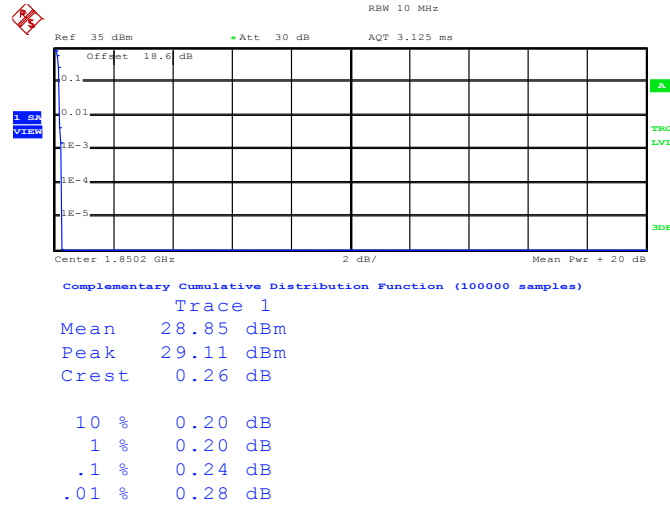 RBW 10 MHz
Ref 35 dBm * Att 30 dB AQT 3.125 ms
Offset 18.6 dB
0.1
A
0.01
1 SA
VIEW
TRG
LVL
1E-3
1E-4
1E-5
3DB
Center 1.8502 GHz 2 dB/ Mean Pwr + 20 dB
Complementary Cumulative Distribution Function (100000 samples)
Trace 1
Mean 28.85 dBm
Peak 29.11 dBm
Crest 0.26 dB
10 % 0.20 dB
1 % 0.20 dB
.1 % 0.24 dB
.01 % 0.28 dB